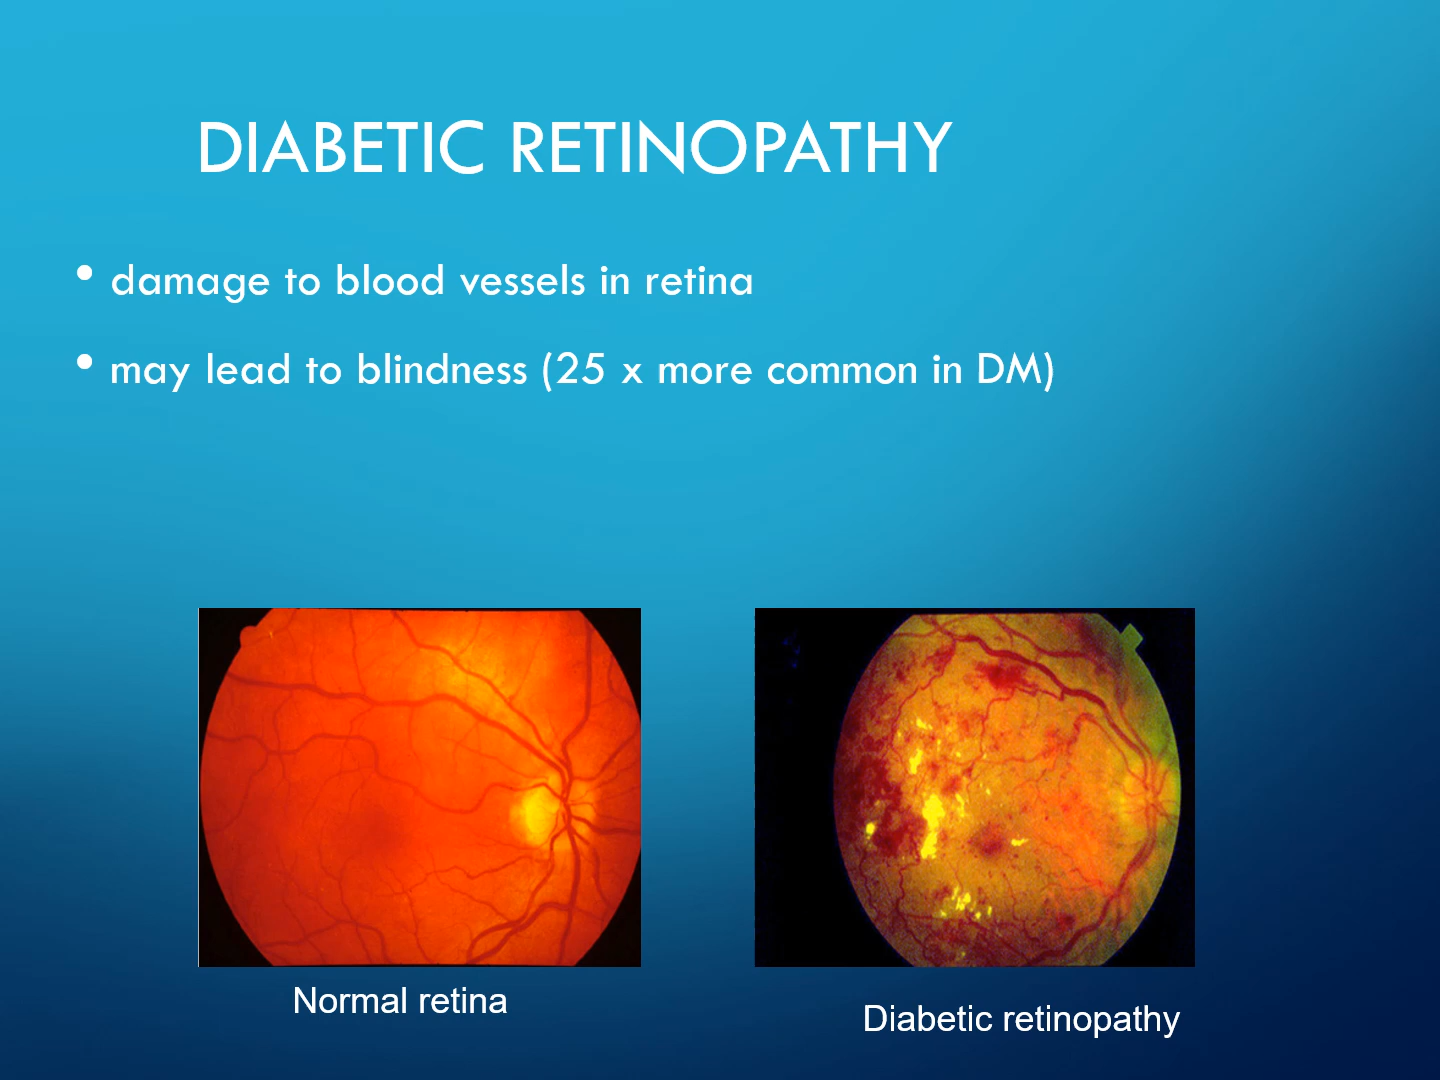 DIABETIC RETINOPATHY
• damage to blood vessels in retina
• may lead to blindness (25 x more common in DM)
Normal retina
Diabetic retinopathy